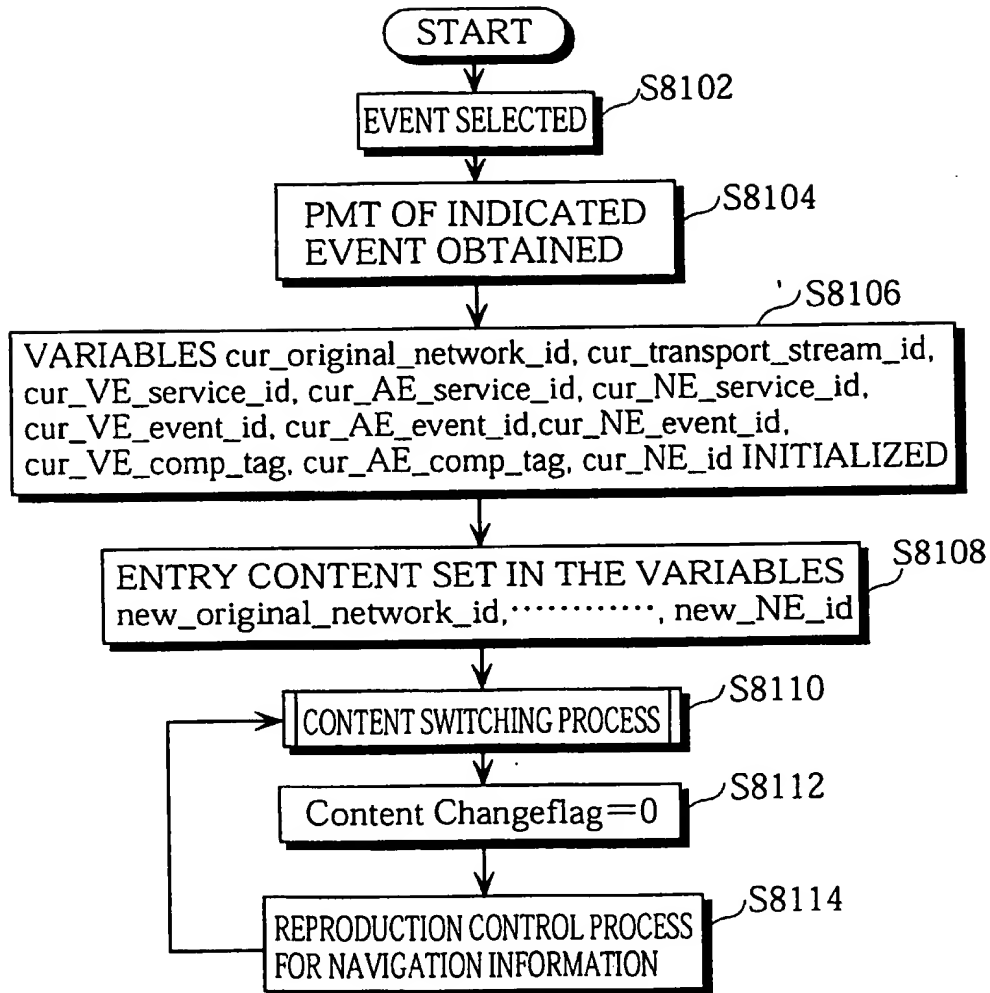 START
EVENT SELECTED
S8102
PMT OF INDICATED
EVENT OBTAINED
S8104
S8106
VARIABLES cur_original_network_id, cur_transport_stream_id,
cur_VE_service_id, cur_AE_service_id, cur_NE_service_id,
cur_VE_event_id, cur_AE_event_id,cur_NE_event_id,
cur_VE_comp_tag, cur_AE_comp_tag, cur_NE_id INITIALIZED
S8108
ENTRY CONTENT SET IN THE VARIABLES
new_original_network_id,············, new_NE_id
S8110
CONTENT SWITCHING PROCESS
S8112
Content Changeflag=0
S8114
REPRODUCTION CONTROL PROCESS
FOR NAVIGATION INFORMATION